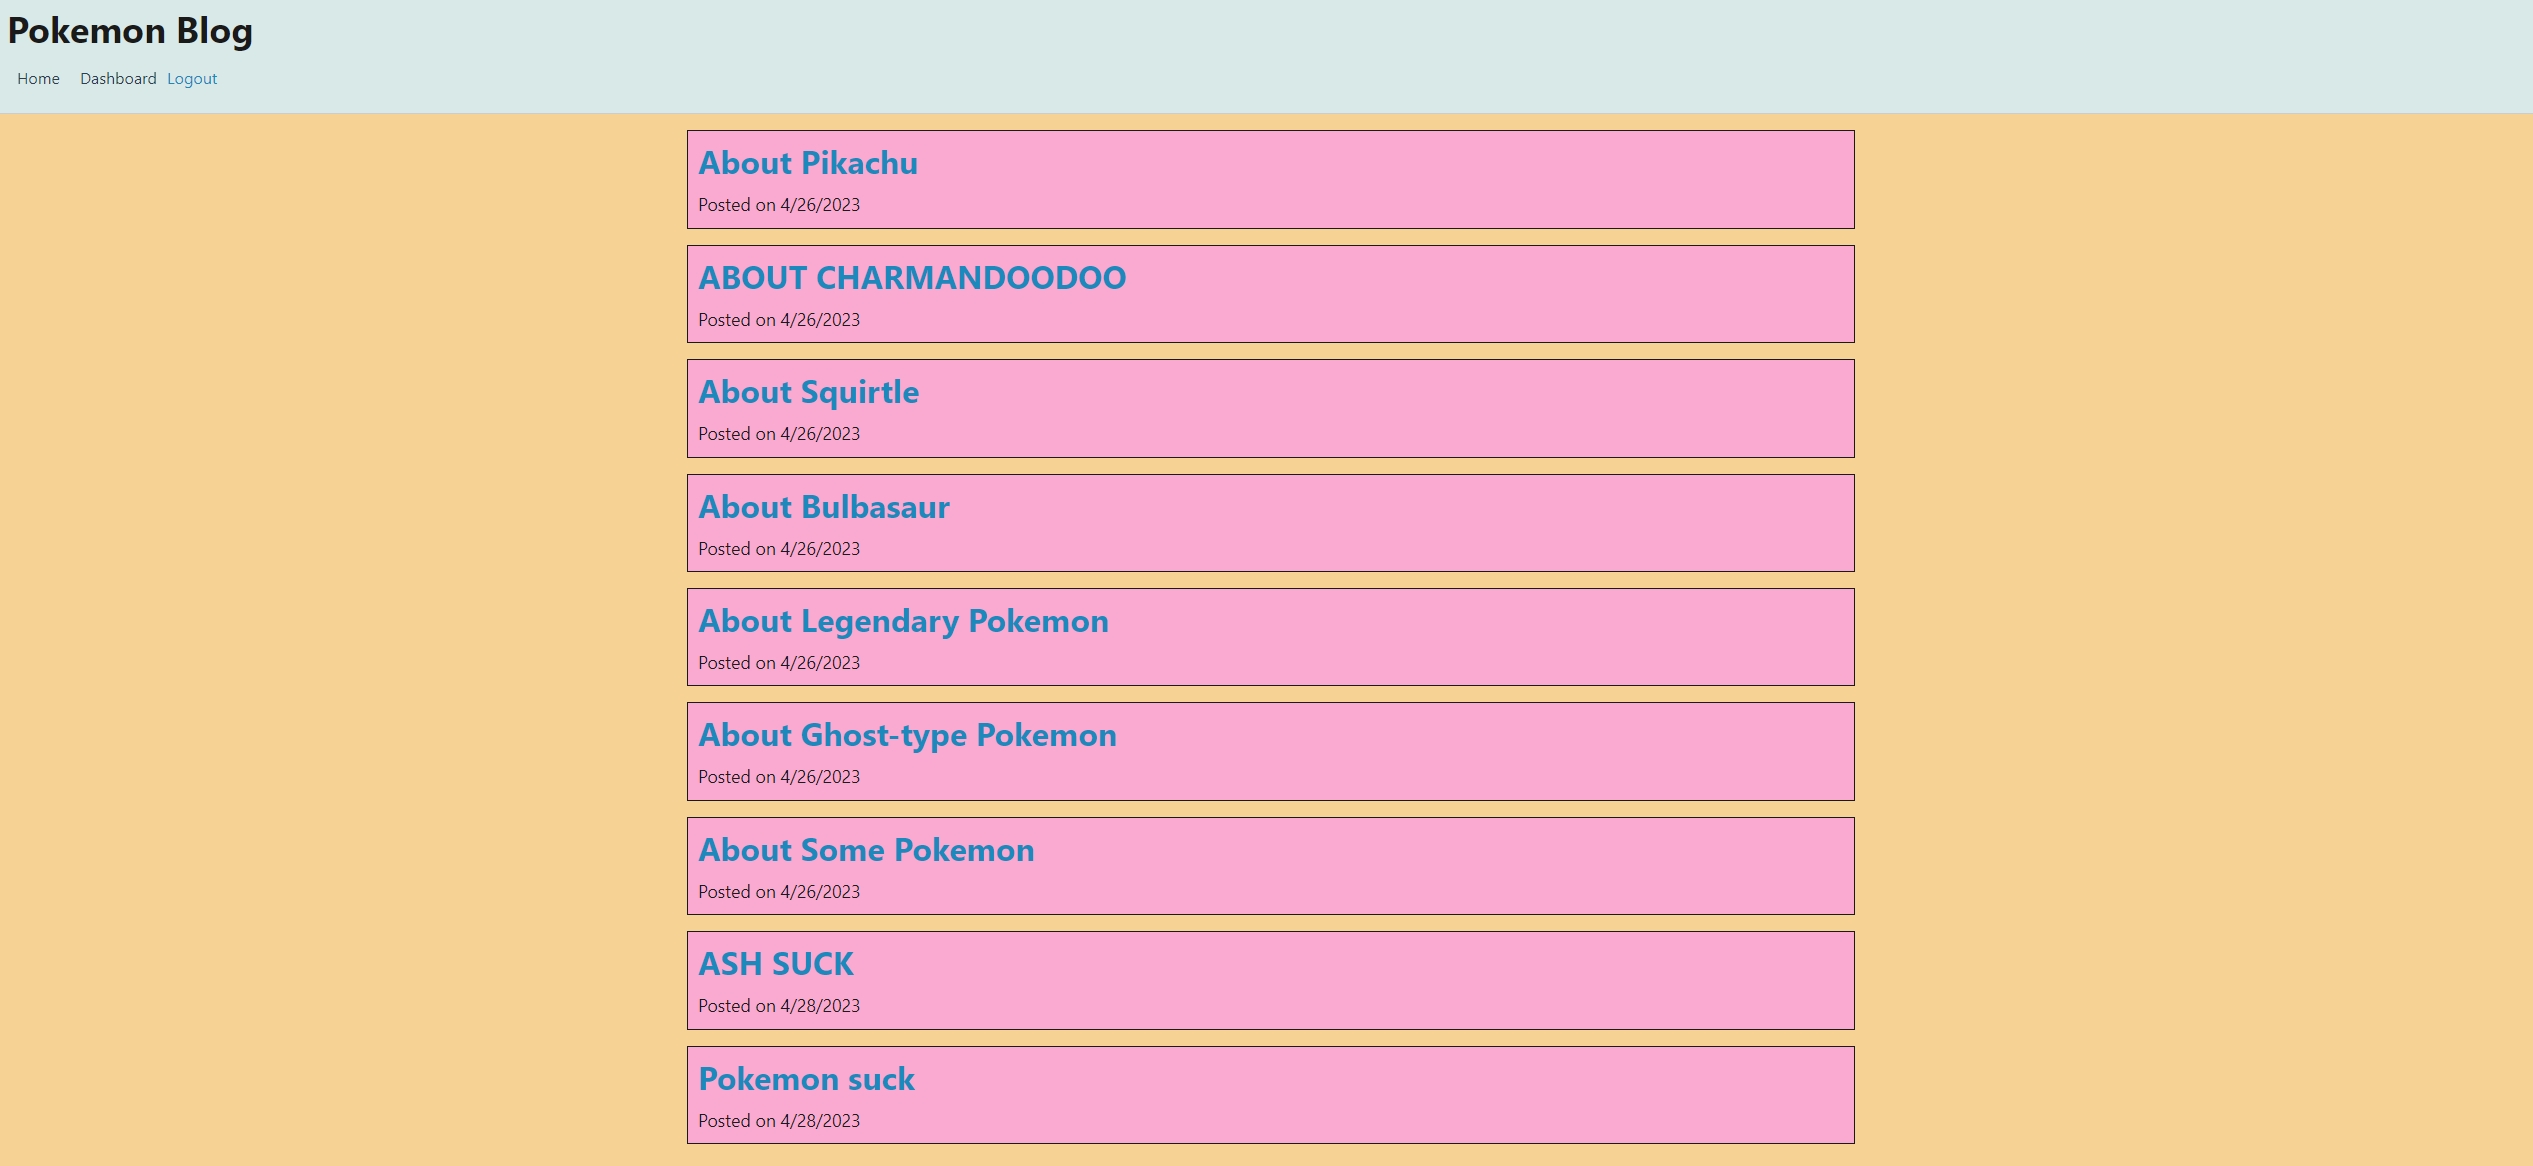 Pokemon Blog
Home Dashboard Logout
About Pikachu
Posted on 4/26/2023
ABOUT CHARMANDOODOO
Posted on 4/26/2023
About Squirtle
Posted on 4/26/2023
About Bulbasaur
Posted on 4/26/2023
About Legendary Pokemon
Posted on 4/26/2023
About Ghost-type Pokemon
Posted on 4/26/2023
About Some Pokemon
Posted on 4/26/2023
ASH SUCK
Posted on 4/28/2023
Pokemon suck
Posted on 4/28/2023